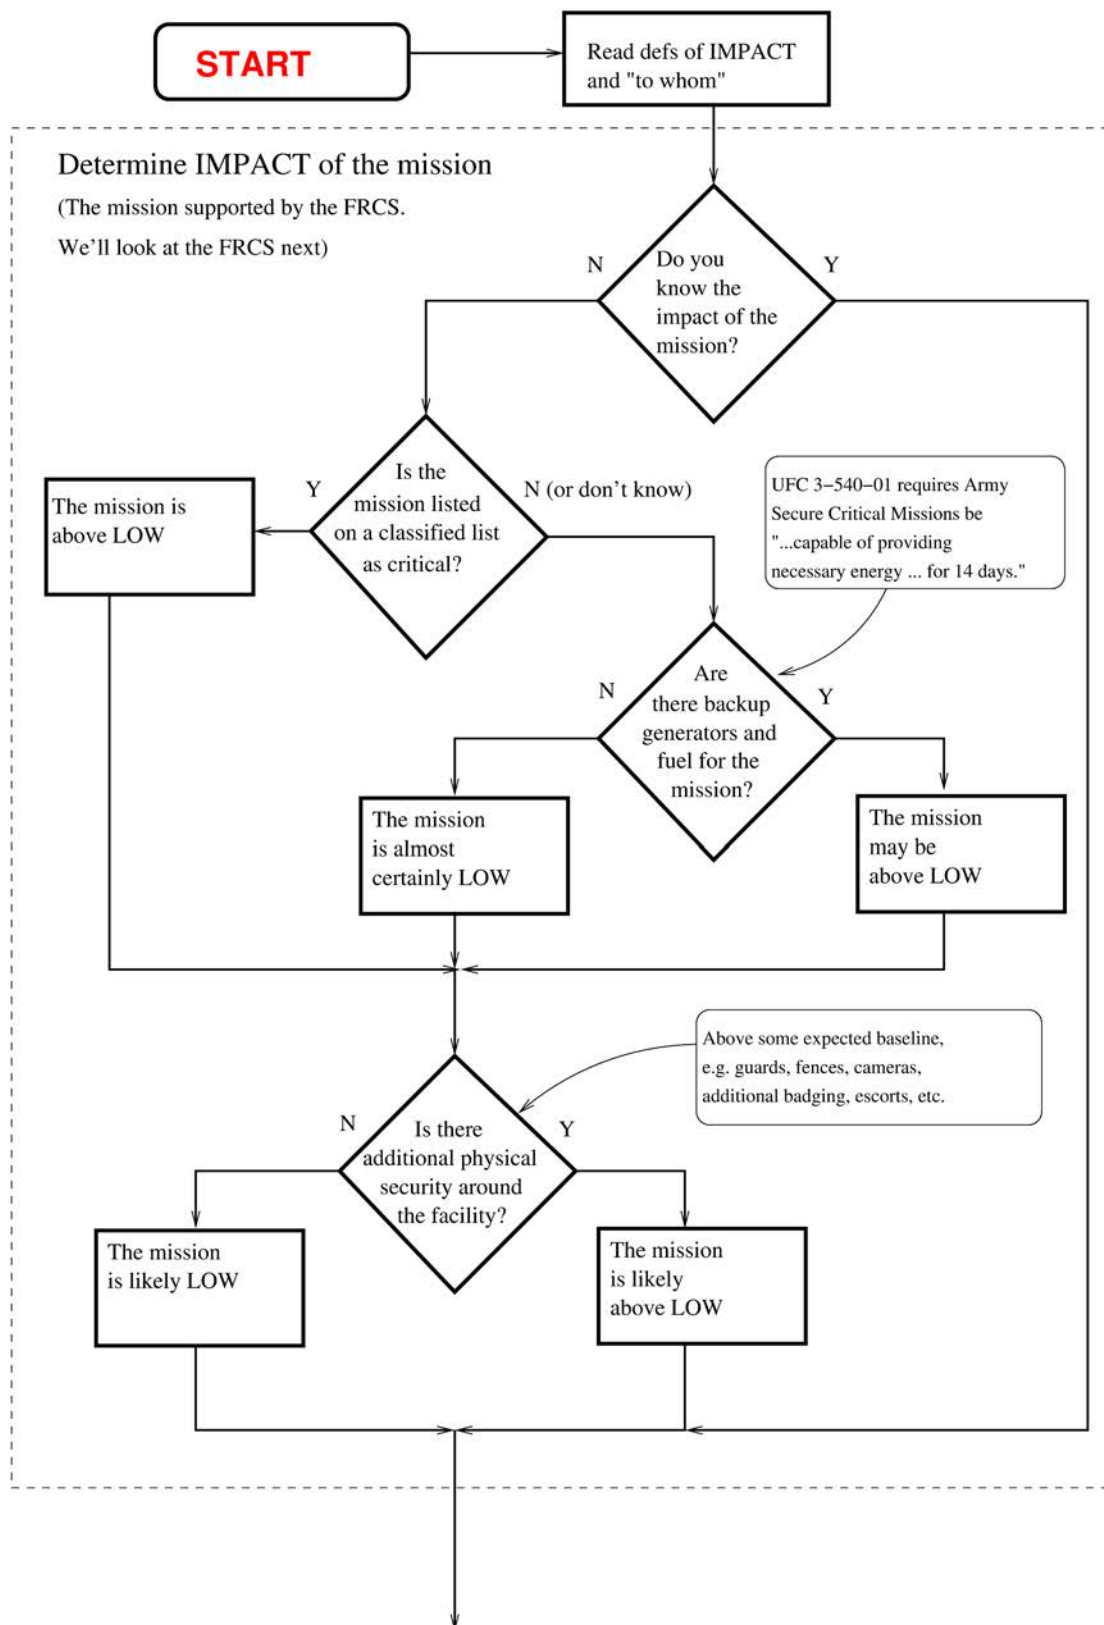 START
Read defs of IMPACT
and "to whom"
Determine IMPACT of the mission
(The mission supported by the FRCS.
We'll look at the FRCS next)
N
Do you
know the
impact of the
mission?
Y
Y
Is the
mission listed
on a classified list
as critical?
N (or don't know)
The mission is
above LOW
UFC 3−540−01 requires Army
Secure Critical Missions be
"...capable of providing
necessary energy ... for 14 days."
N
Are
there backup
generators and
fuel for the
mission?
Y
The mission
is almost
certainly LOW
The mission
may be
above LOW
Above some expected baseline,
e.g. guards, fences, cameras,
additional badging, escorts, etc.
N
Is there
additional physical
security around
the facility?
Y
The mission
is likely LOW
The mission
is likely
above LOW